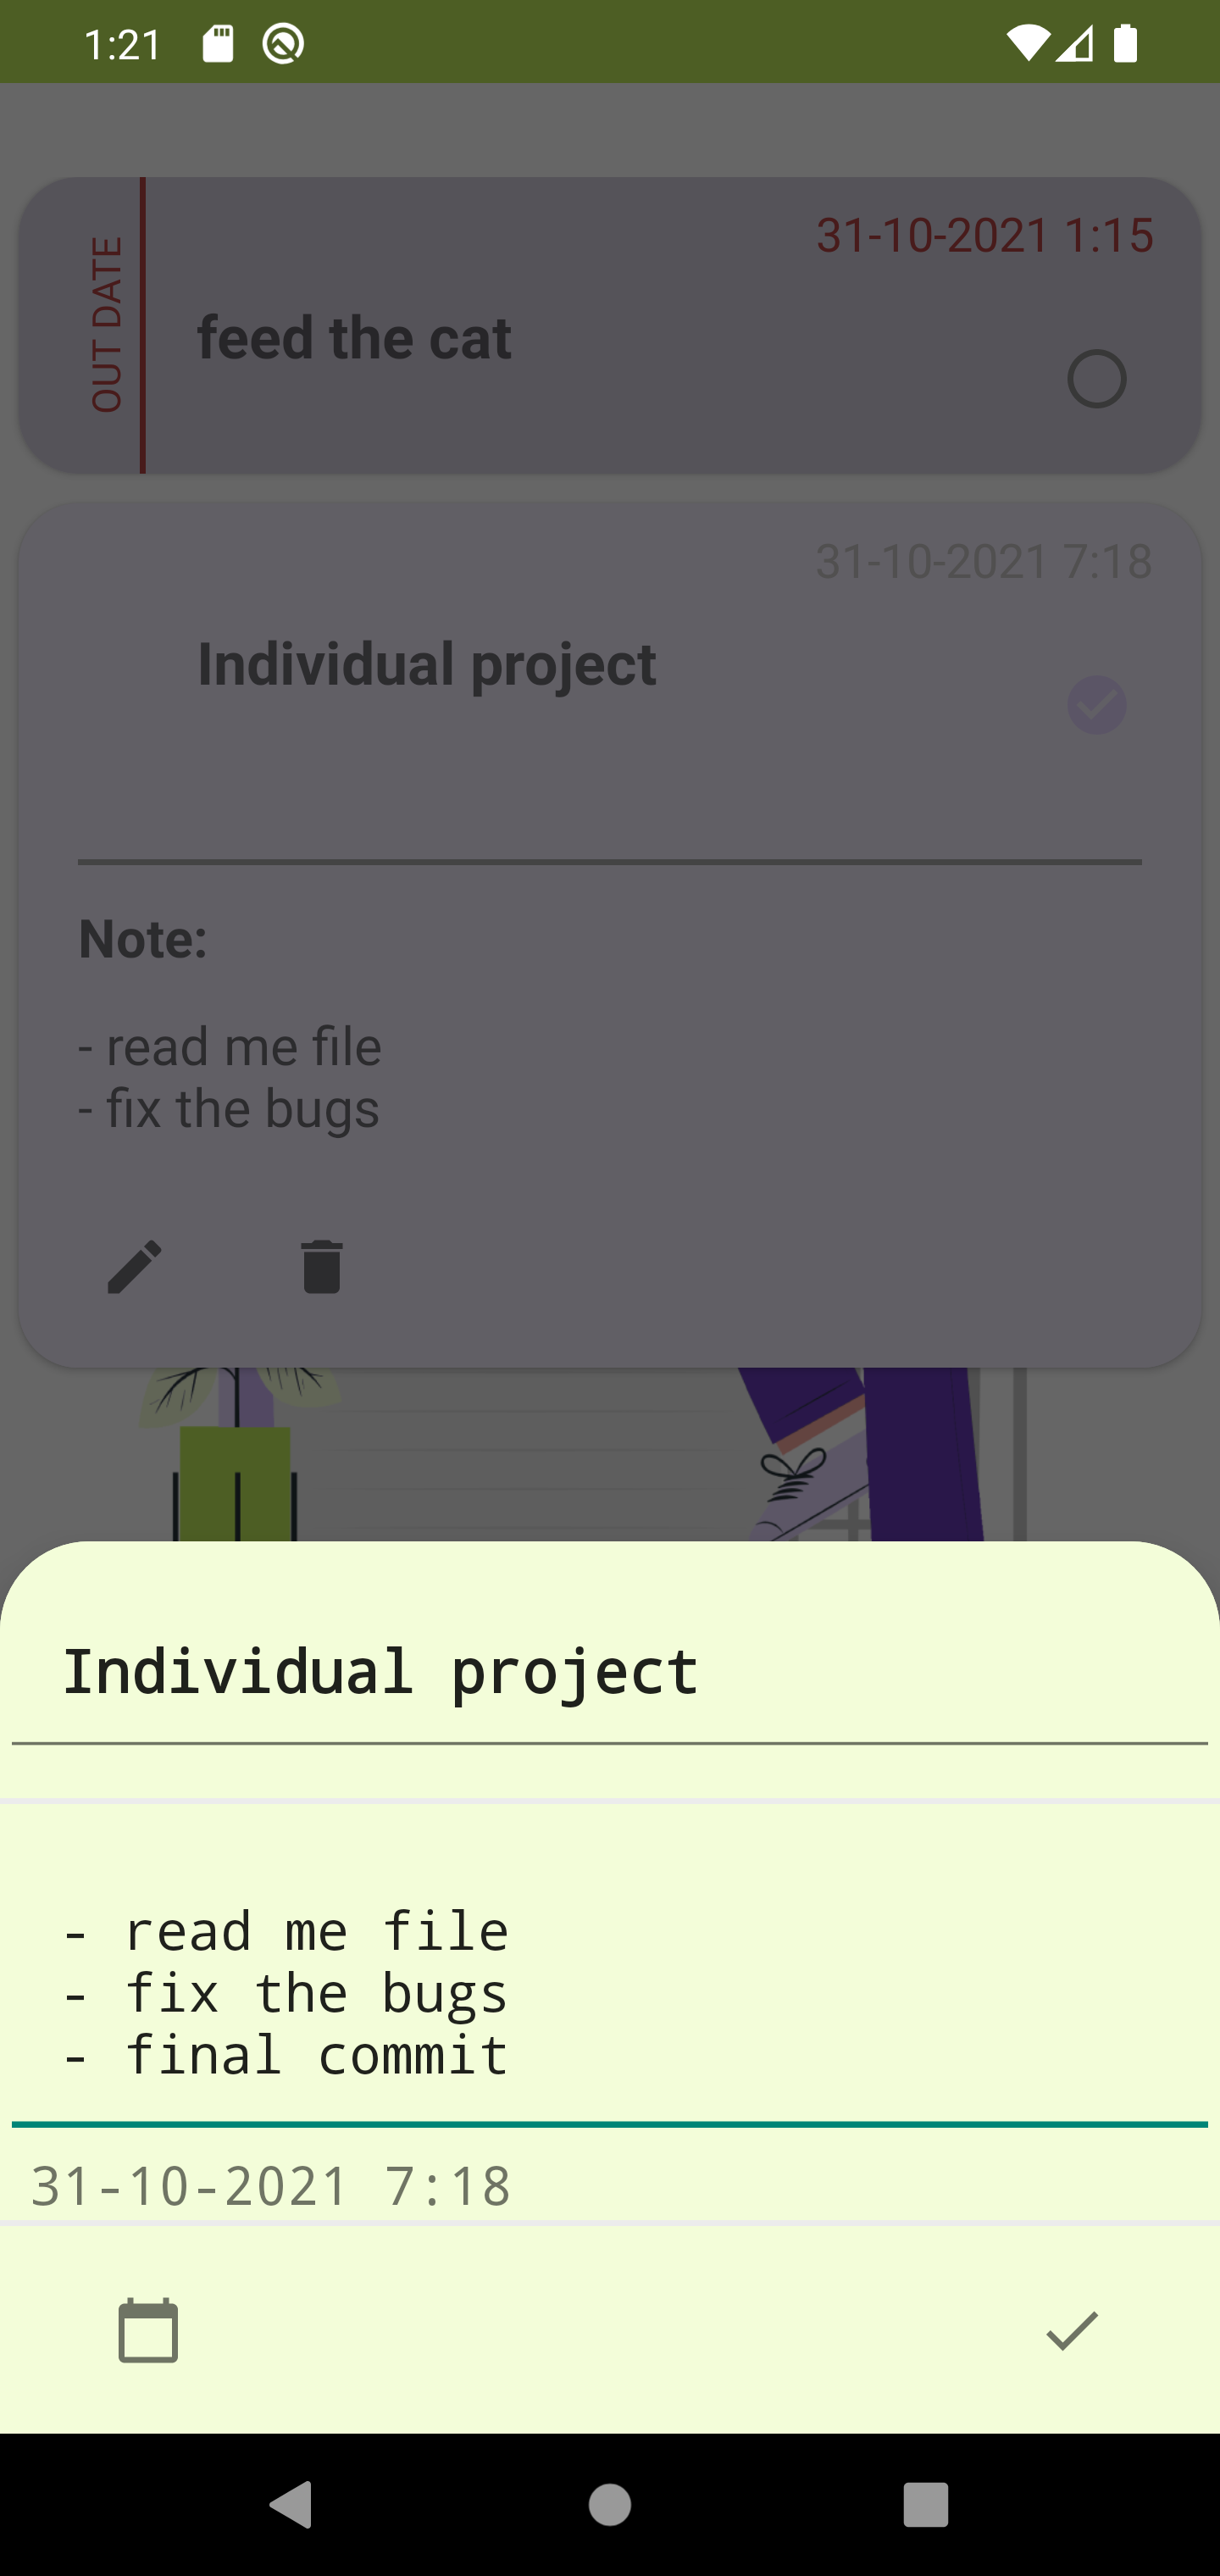 1:21
31-10-2021 1:15
OUT DATE
feed the cat
31-10-2021 7:18
Individual project
Note:
- read me file
- fix the bugs
Individual project
- read me file
- fix the bugs
- final commit
31-10-2021 7:18